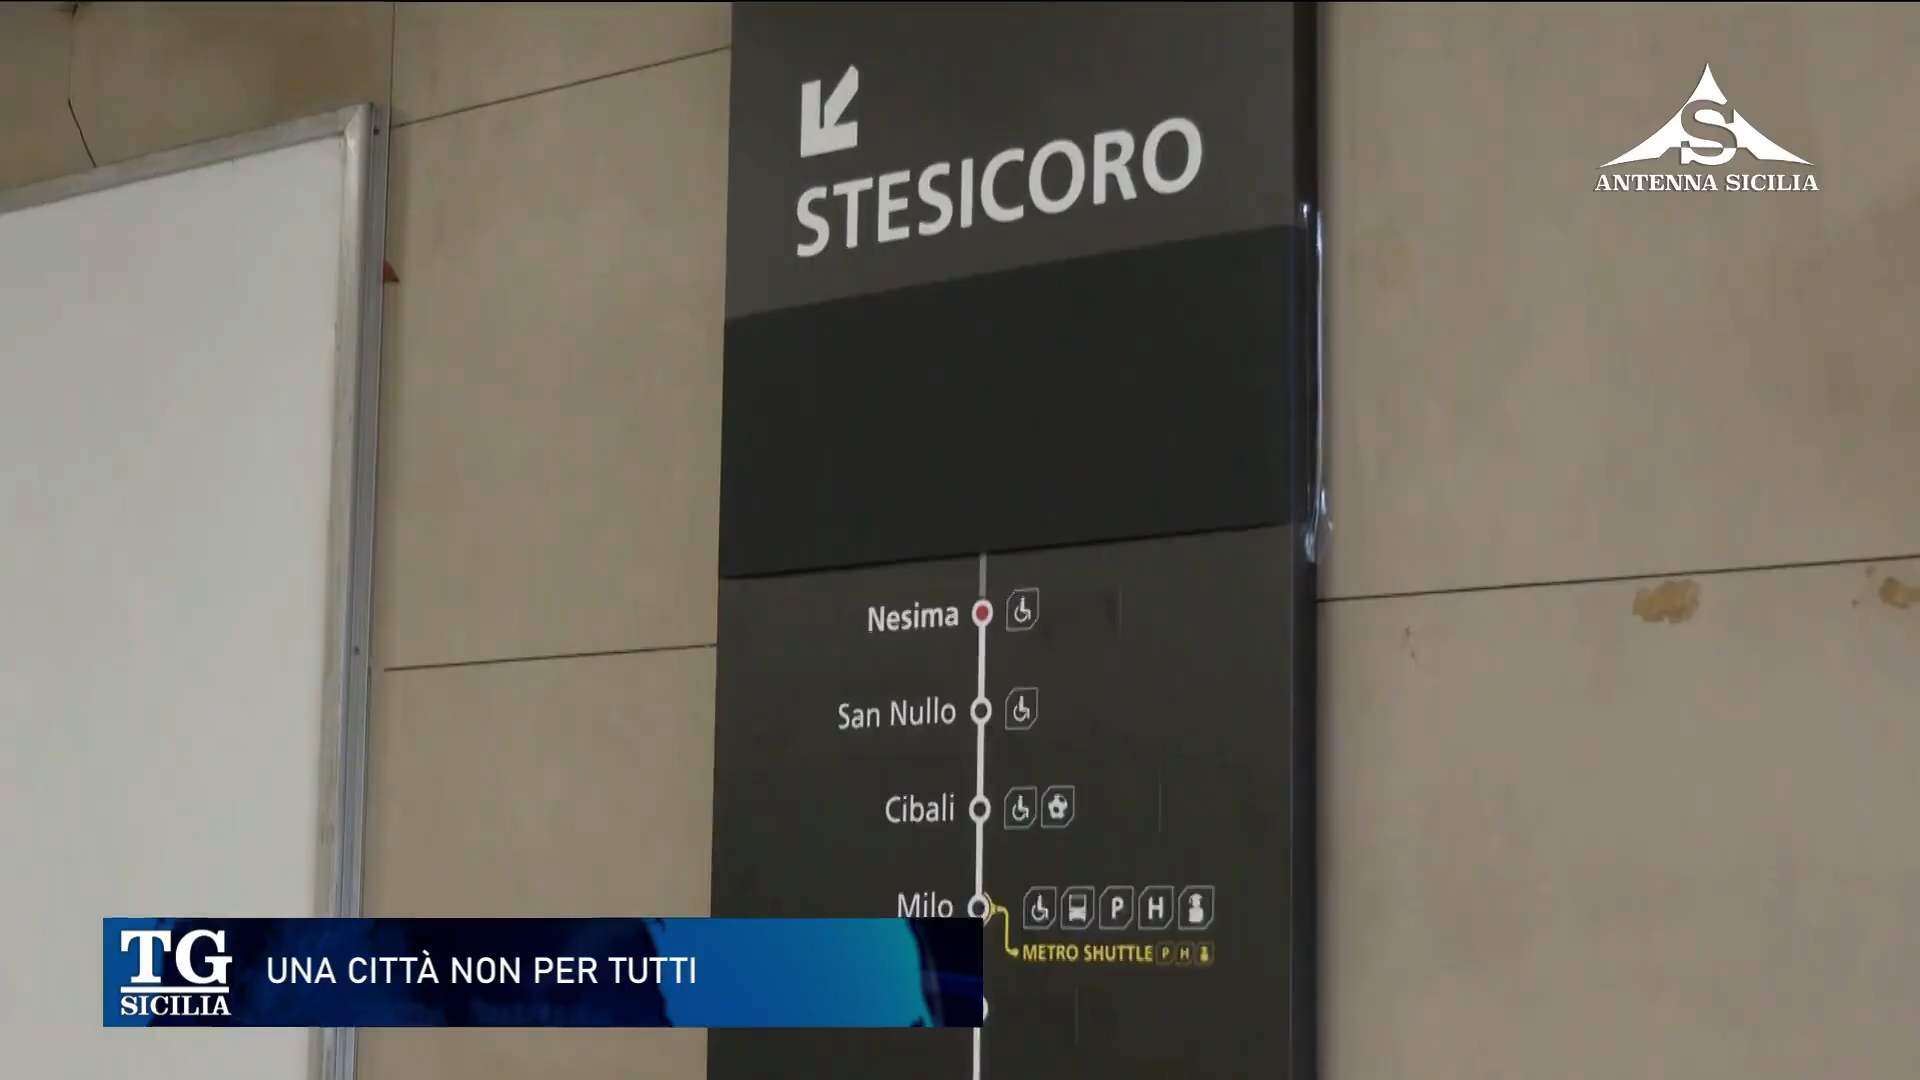 STESICORO
S
ANTENNA SICILIA
Nesima
San Nullo
Cibali
Milo
P H
METRO SHUTTLE P H
TG
SICILIA
UNA CITTÀ NON PER TUTTI